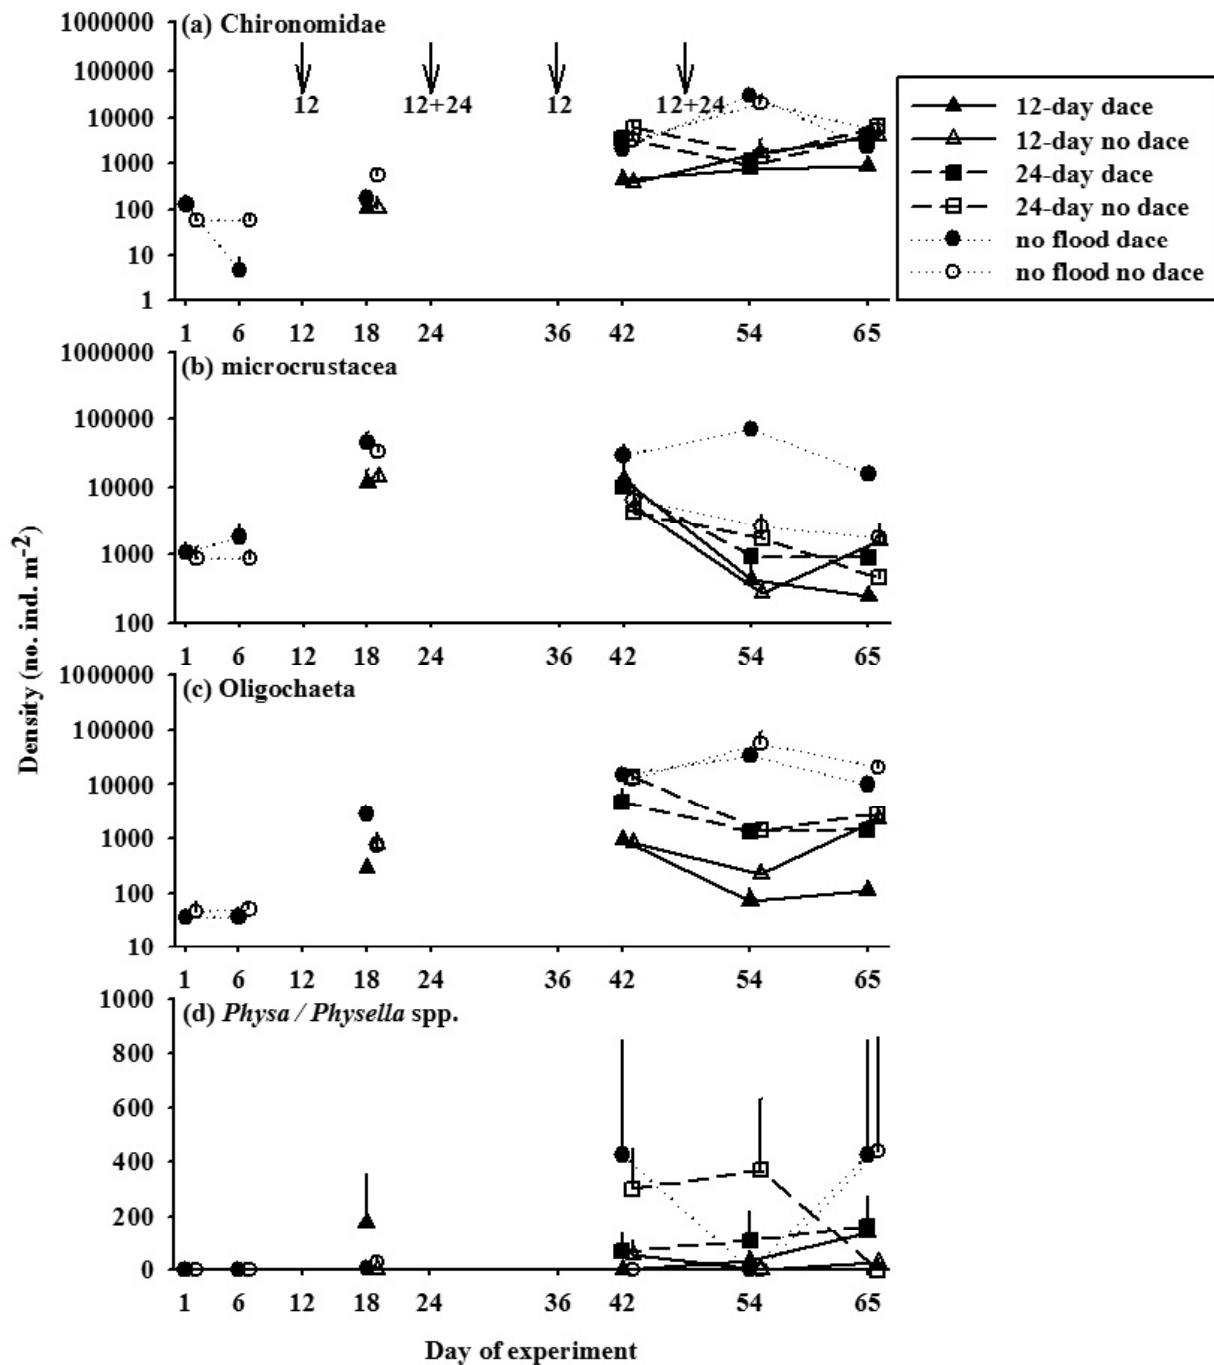 1000000
(a) Chironomidae
100000
12
12+24
12
12+24
10000
1000
100
10
1
1 6 12 18 24 36 42 54 65
12-day dace
12-day no dace
24-day dace
24-day no dace
no flood dace
no flood no dace
1000000
(b) microcrustacea
100000
10000
1000
100
1 6 12 18 24 36 42 54 65
Density (no. ind. m-2)
1000000
(c) Oligochaeta
100000
10000
1000
100
10
1 6 12 18 24 36 42 54 65
1000
(d) Physa / Physella spp.
800
600
400
200
0
1 6 12 18 24 36 42 54 65
Day of experiment